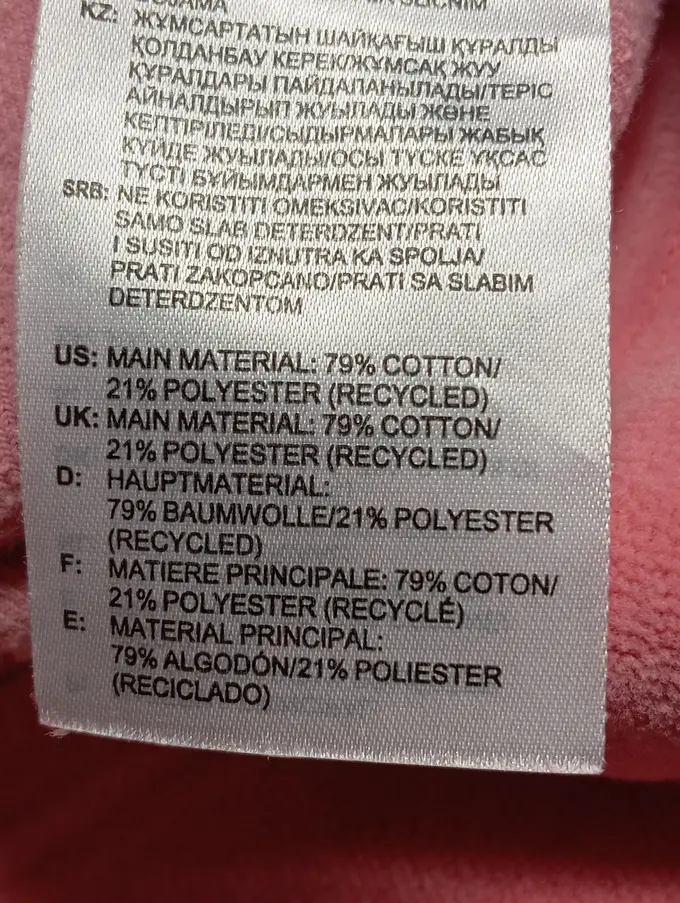 BOJAMA
SLIČNIM
KZ: ЖҰМСАРТАТЫН ШАЙҚАҒЫШ ҚҰРАЛДЫ
ҚОЛДАНБАУ КЕРЕК/ЖҰМСАҚ ЖУУ
ҚҰРАЛДАРЫ ПАЙДАЛАНЫЛАДЫ/ТЕРІС
АЙНАЛДЫРЫП ЖУЫЛАДЫ ЖӘНЕ
КЕПТІРІЛЕДІ/СЫДЫРМАЛАРЫ ЖАБЫҚ
КҮЙДЕ ЖУЫЛАДЫ/ОСЫ ТҮСКЕ ҰҚСАС
ТҮСТІ БҰЙЫМДАРМЕН ЖУЫЛАДЫ
SRB: NE KORISTITI OMEKSIVAC/KORISTITI
SAMO SLAB DETERDZENT/PRATI
I SUSITI OD IZNUTRA KA SPOLJA/
PRATI ZAKOPCANO/PRATI SA SLABIM
DETERDZENTOM
US: MAIN MATERIAL: 79% COTTON/
21% POLYESTER (RECYCLED)
UK: MAIN MATERIAL: 79% COTTON/
21% POLYESTER (RECYCLED)
D: HAUPTMATERIAL:
79% BAUMWOLLE/21% POLYESTER
(RECYCLED)
F: MATIERE PRINCIPALE: 79% COTON/
21% POLYESTER (RECYCLÉ)
E: MATERIAL PRINCIPAL:
79% ALGODÓN/21% POLIESTER
(RECICLADO)